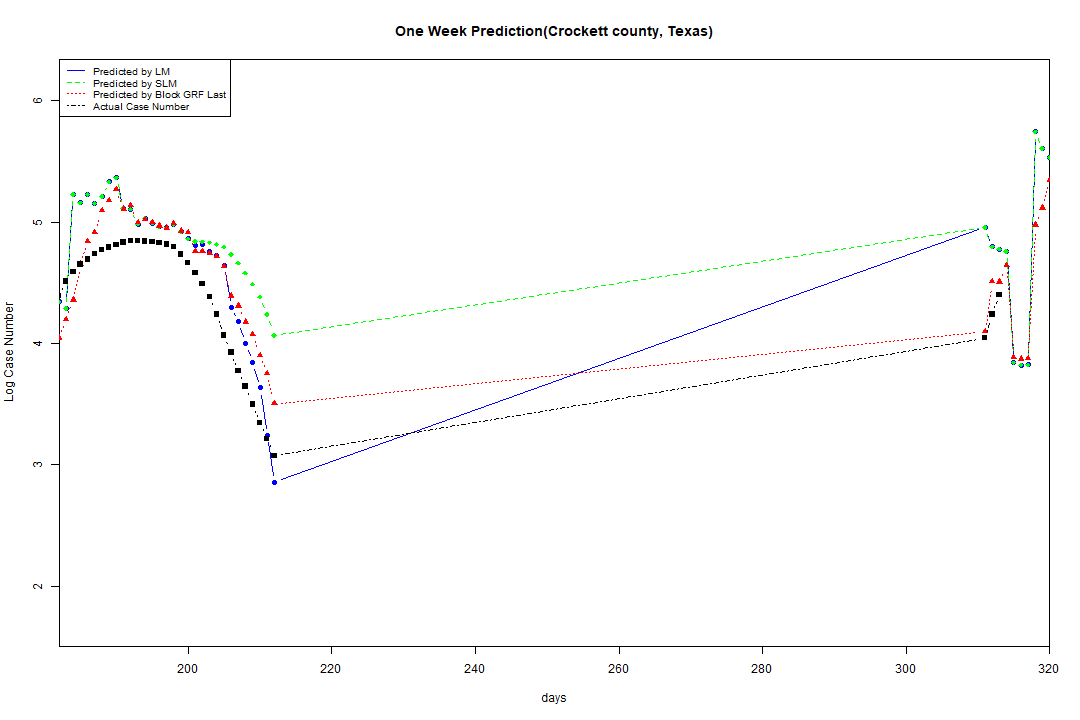 One Week Prediction(Crockett county, Texas)
Predicted by LM
Predicted by SLM
Predicted by Block GRF Last
Actual Case Number
6
5
4
3
2
Log Case Number
200
220
240
260
280
300
320
days